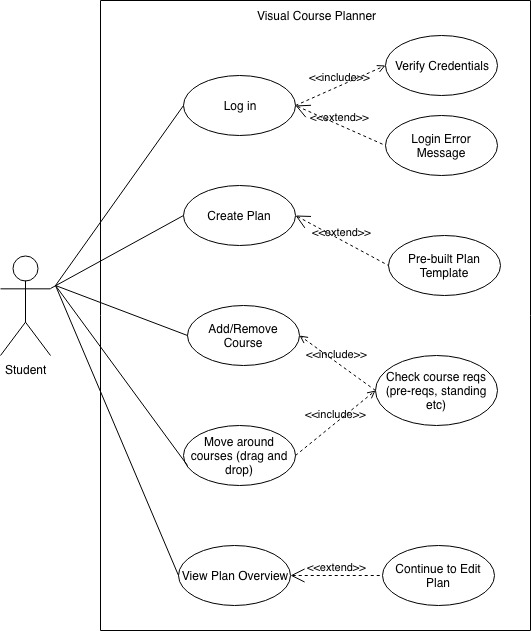 Visual Course Planner
Verify Credentials
<<include>>
Log in
<<extend>>
Login Error
Message
Create Plan
<<extend>>
Pre-built Plan
Template
Student
Add/Remove
Course
<<include>>
Check course reqs
(pre-reqs, standing
etc)
<<include>>
Move around
courses (drag and
drop)
View Plan Overview
<<extend>>
Continue to Edit
Plan